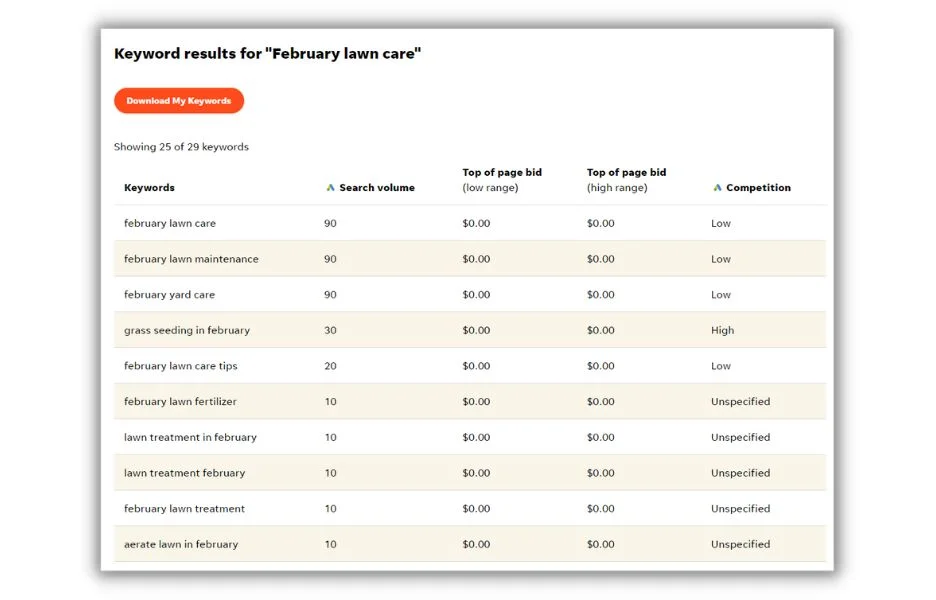 Keyword results for "February lawn care"
Download My Keywords
Showing 25 of 29 keywords
Keywords Search volume Top of page bid (low range) Top of page bid (high range) Competition
february lawn care 90 $0.00 $0.00 Low
february lawn maintenance 90 $0.00 $0.00 Low
february yard care 90 $0.00 $0.00 Low
grass seeding in february 30 $0.00 $0.00 High
february lawn care tips 20 $0.00 $0.00 Low
february lawn fertilizer 10 $0.00 $0.00 Unspecified
lawn treatment in february 10 $0.00 $0.00 Unspecified
lawn treatment february 10 $0.00 $0.00 Unspecified
february lawn treatment 10 $0.00 $0.00 Unspecified
aerate lawn in february 10 $0.00 $0.00 Unspecified